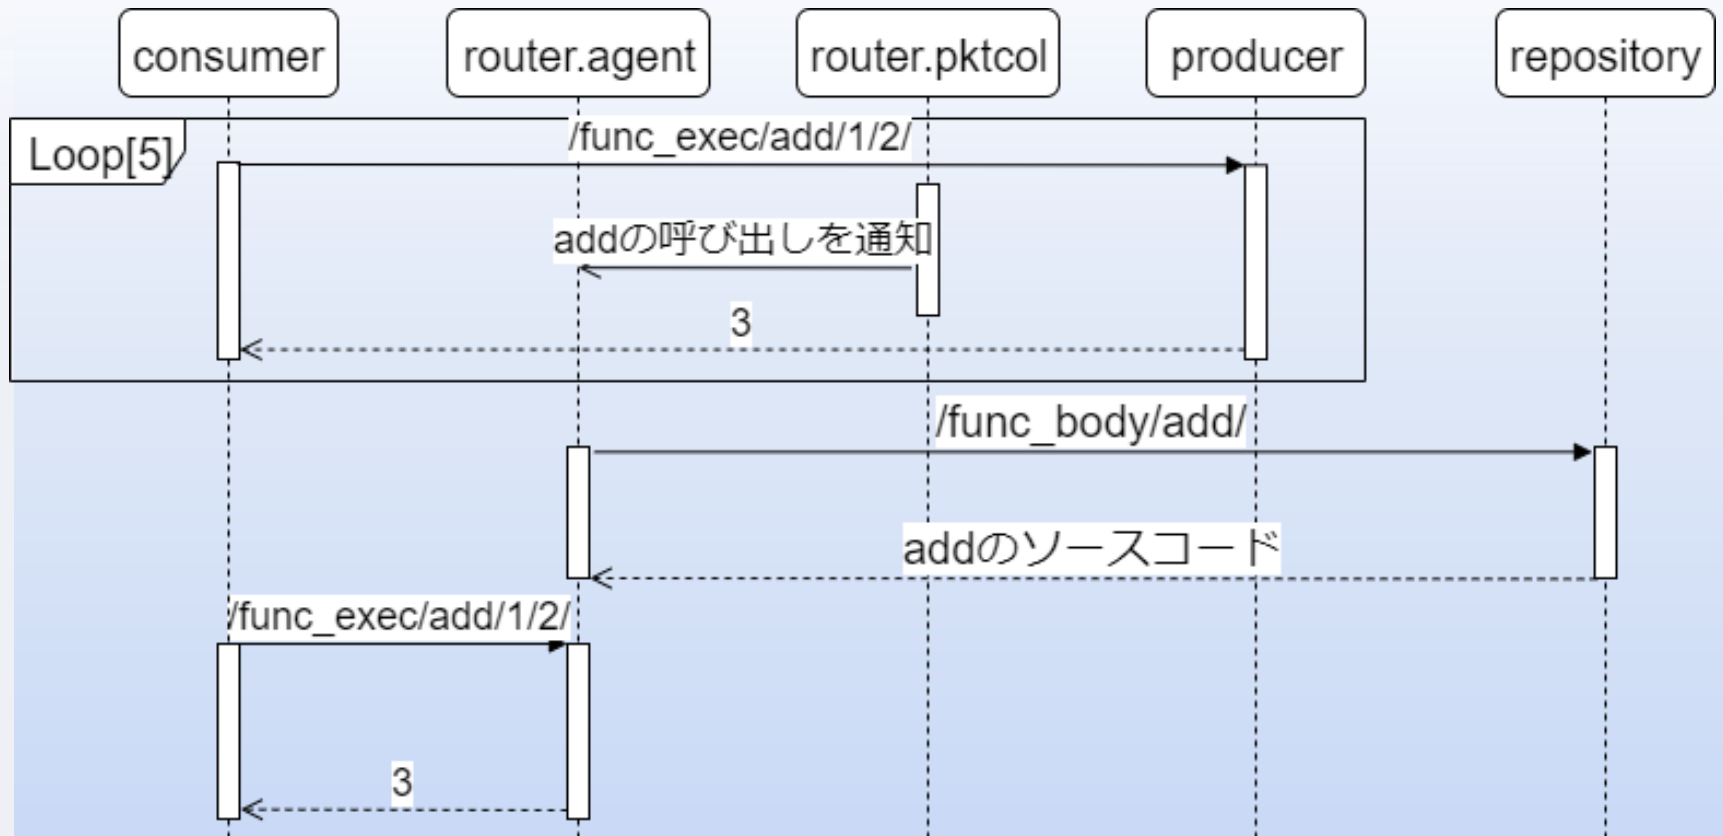 consumer
router.agent
router.pktcol
producer
repository
Loop[5]
/func_exec/add/1/2/
addの呼び出しを通知
3
/func_body/add/
addのソースコード
/func_exec/add/1/2/
3